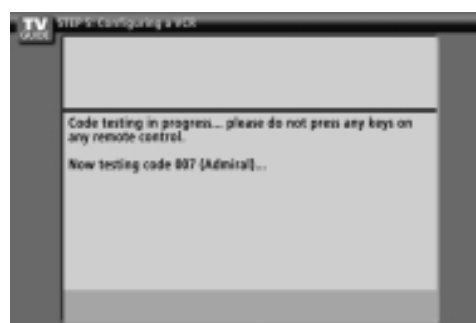 TV
GUIDE
STEP 5: Configuring a VCR
Code testing in progress... please do not press any keys on
any remote control.
Now testing code 007 (Admiral)...